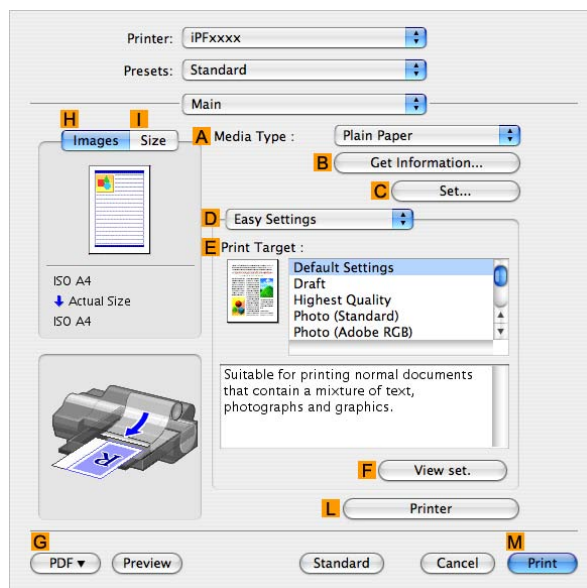 Printer: iPFxxxx
Presets: Standard
Main
H I
Images Size
A Media Type : Plain Paper
B Get Information...
C Set...
D Easy Settings
E Print Target :
Default Settings
Draft
Highest Quality
Photo (Standard)
Photo (Adobe RGB)
ISO A4
Actual Size
ISO A4
Suitable for printing normal documents
that contain a mixture of text,
photographs and graphics.
R
F View set.
L Printer
G M
PDF ▼ Preview Standard Cancel Print